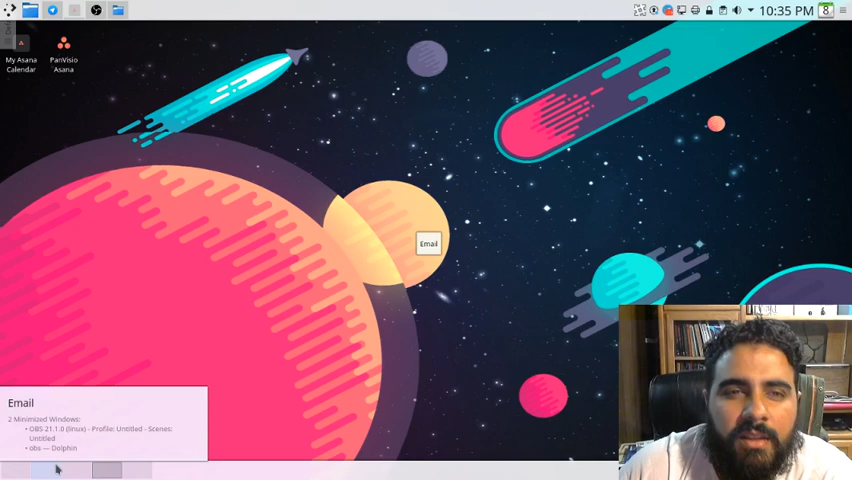 10:35 PM
8
My Asana
Calendar
PanVisio
Asana
Email
Email
2 Minimized Windows:
• OBS 21.1.0 (linux) - Profile: Untitled - Scenes:
Untitled
• obs — Dolphin